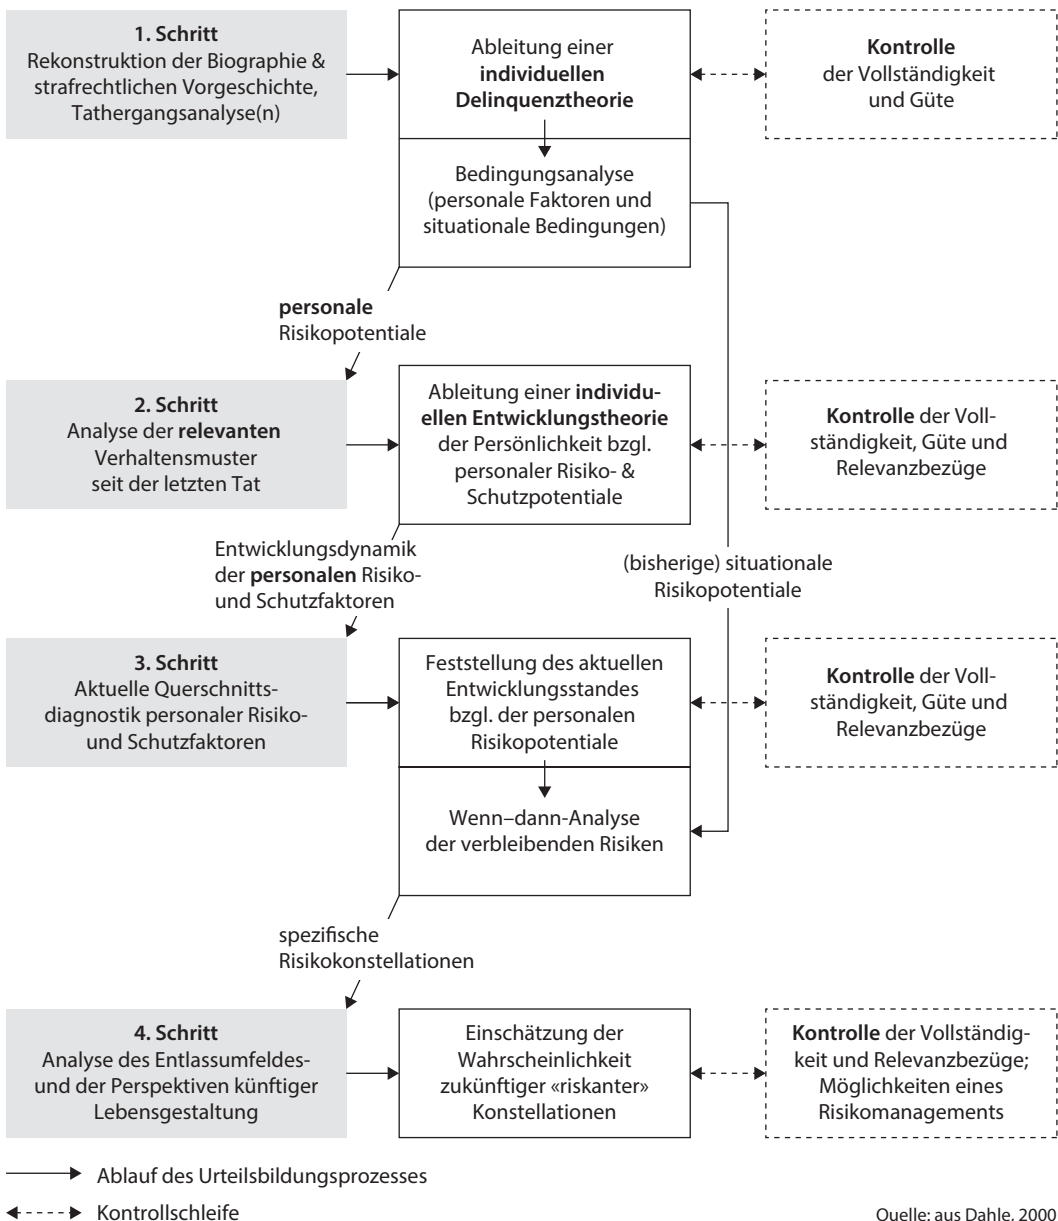 1. Schritt
Rekonstruktion der Biographie &
strafrechtlichen Vorgeschichte,
Tathergangsanalyse(n)
Ableitung einer
individuellen
Delinquenztheorie
Kontrolle
der Vollständigkeit
und Güte
Bedingungsanalyse
(personale Faktoren und
situationale Bedingungen)
personale
Risikopotentiale
2. Schritt
Analyse der relevanten
Verhaltensmuster
seit der letzten Tat
Ableitung einer individu-
ellen Entwicklungstheorie
der Persönlichkeit bzgl.
personaler Risiko- &
Schutzpotentiale
Kontrolle der Voll-
ständigkeit, Güte und
Relevanzbezüge
Entwicklungsdynamik
der personalen Risiko-
und Schutzfaktoren
(bisherige) situationale
Risikopotentiale
3. Schritt
Aktuelle Querschnitts-
diagnostik personaler Risiko-
und Schutzfaktoren
Feststellung des aktuellen
Entwicklungsstandes
bzgl. der personalen
Risikopotentiale
Kontrolle der Voll-
ständigkeit, Güte und
Relevanzbezüge
Wenn–dann-Analyse
der verbleibenden Risiken
spezifische
Risikokonstellationen
4. Schritt
Analyse des Entlassumfeldes-
und der Perspektiven künftiger
Lebensgestaltung
Einschätzung der
Wahrscheinlichkeit
zukünftiger «riskanter»
Konstellationen
Kontrolle der Vollständig-
keit und Relevanzbezüge;
Möglichkeiten eines
Risikomanagements
Ablauf des Urteilsbildungsprozesses
Kontrollschleife
Quelle: aus Dahle, 2000